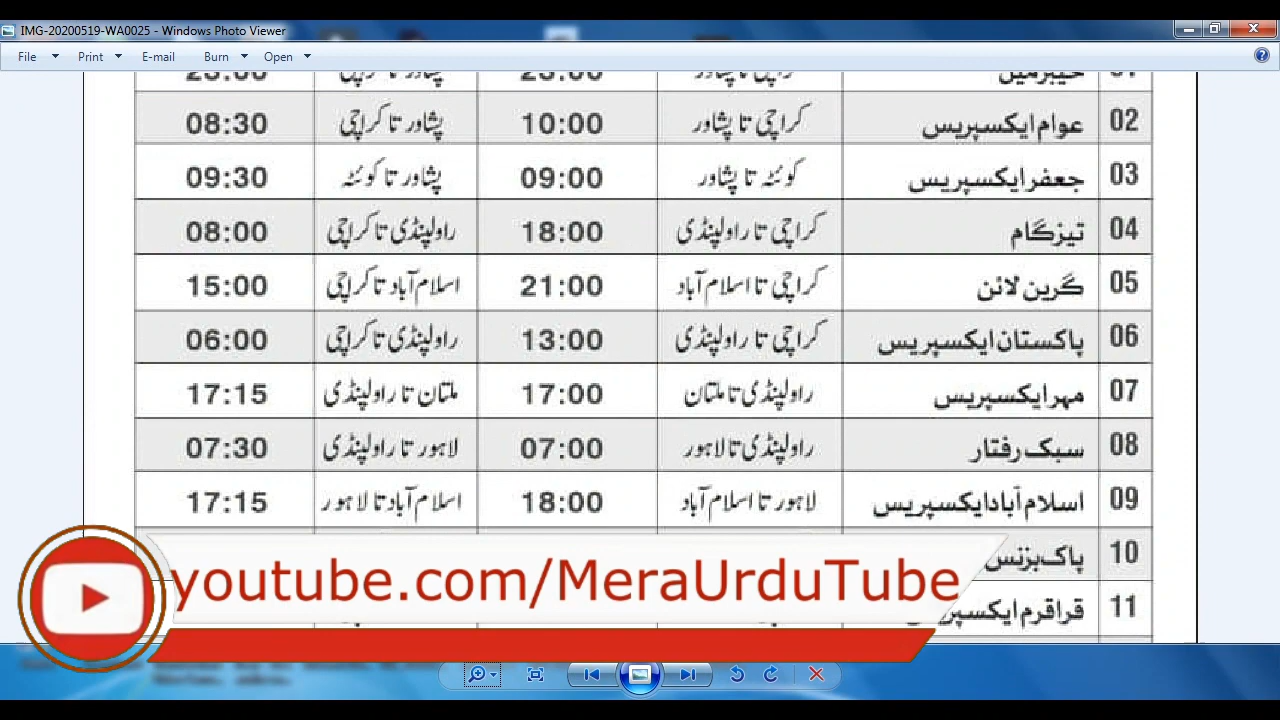 IMG-20200519-WA0025 - Windows Photo Viewer
File Print E-mail Burn Open
23:00 23:00
02 عوام ایکسپریس کراچی تا پشاور 10:00 پشاور تا کراچی 08:30
03 جعفر ایکسپریس کوئٹہ تا پشاور 09:00 پشاور تا کوئٹہ 09:30
04 تیزگام کراچی تا راولپنڈی 18:00 راولپنڈی تا کراچی 08:00
05 گرین لائن کراچی تا اسلام آباد 21:00 اسلام آباد تا کراچی 15:00
06 پاکستان ایکسپریس کراچی تا راولپنڈی 13:00 راولپنڈی تا کراچی 06:00
07 مہر ایکسپریس راولپنڈی تا ملتان 17:00 ملتان تا راولپنڈی 17:15
08 سبک رفتار راولپنڈی تا لاہور 07:00 لاہور تا راولپنڈی 07:30
09 اسلام آباد ایکسپریس لاہور تا اسلام آباد 18:00 اسلام آباد تا لاہور 17:15
10 پاک بزنس
11 قراقرم ایکسپریس
youtube.com/MeraUrduTube